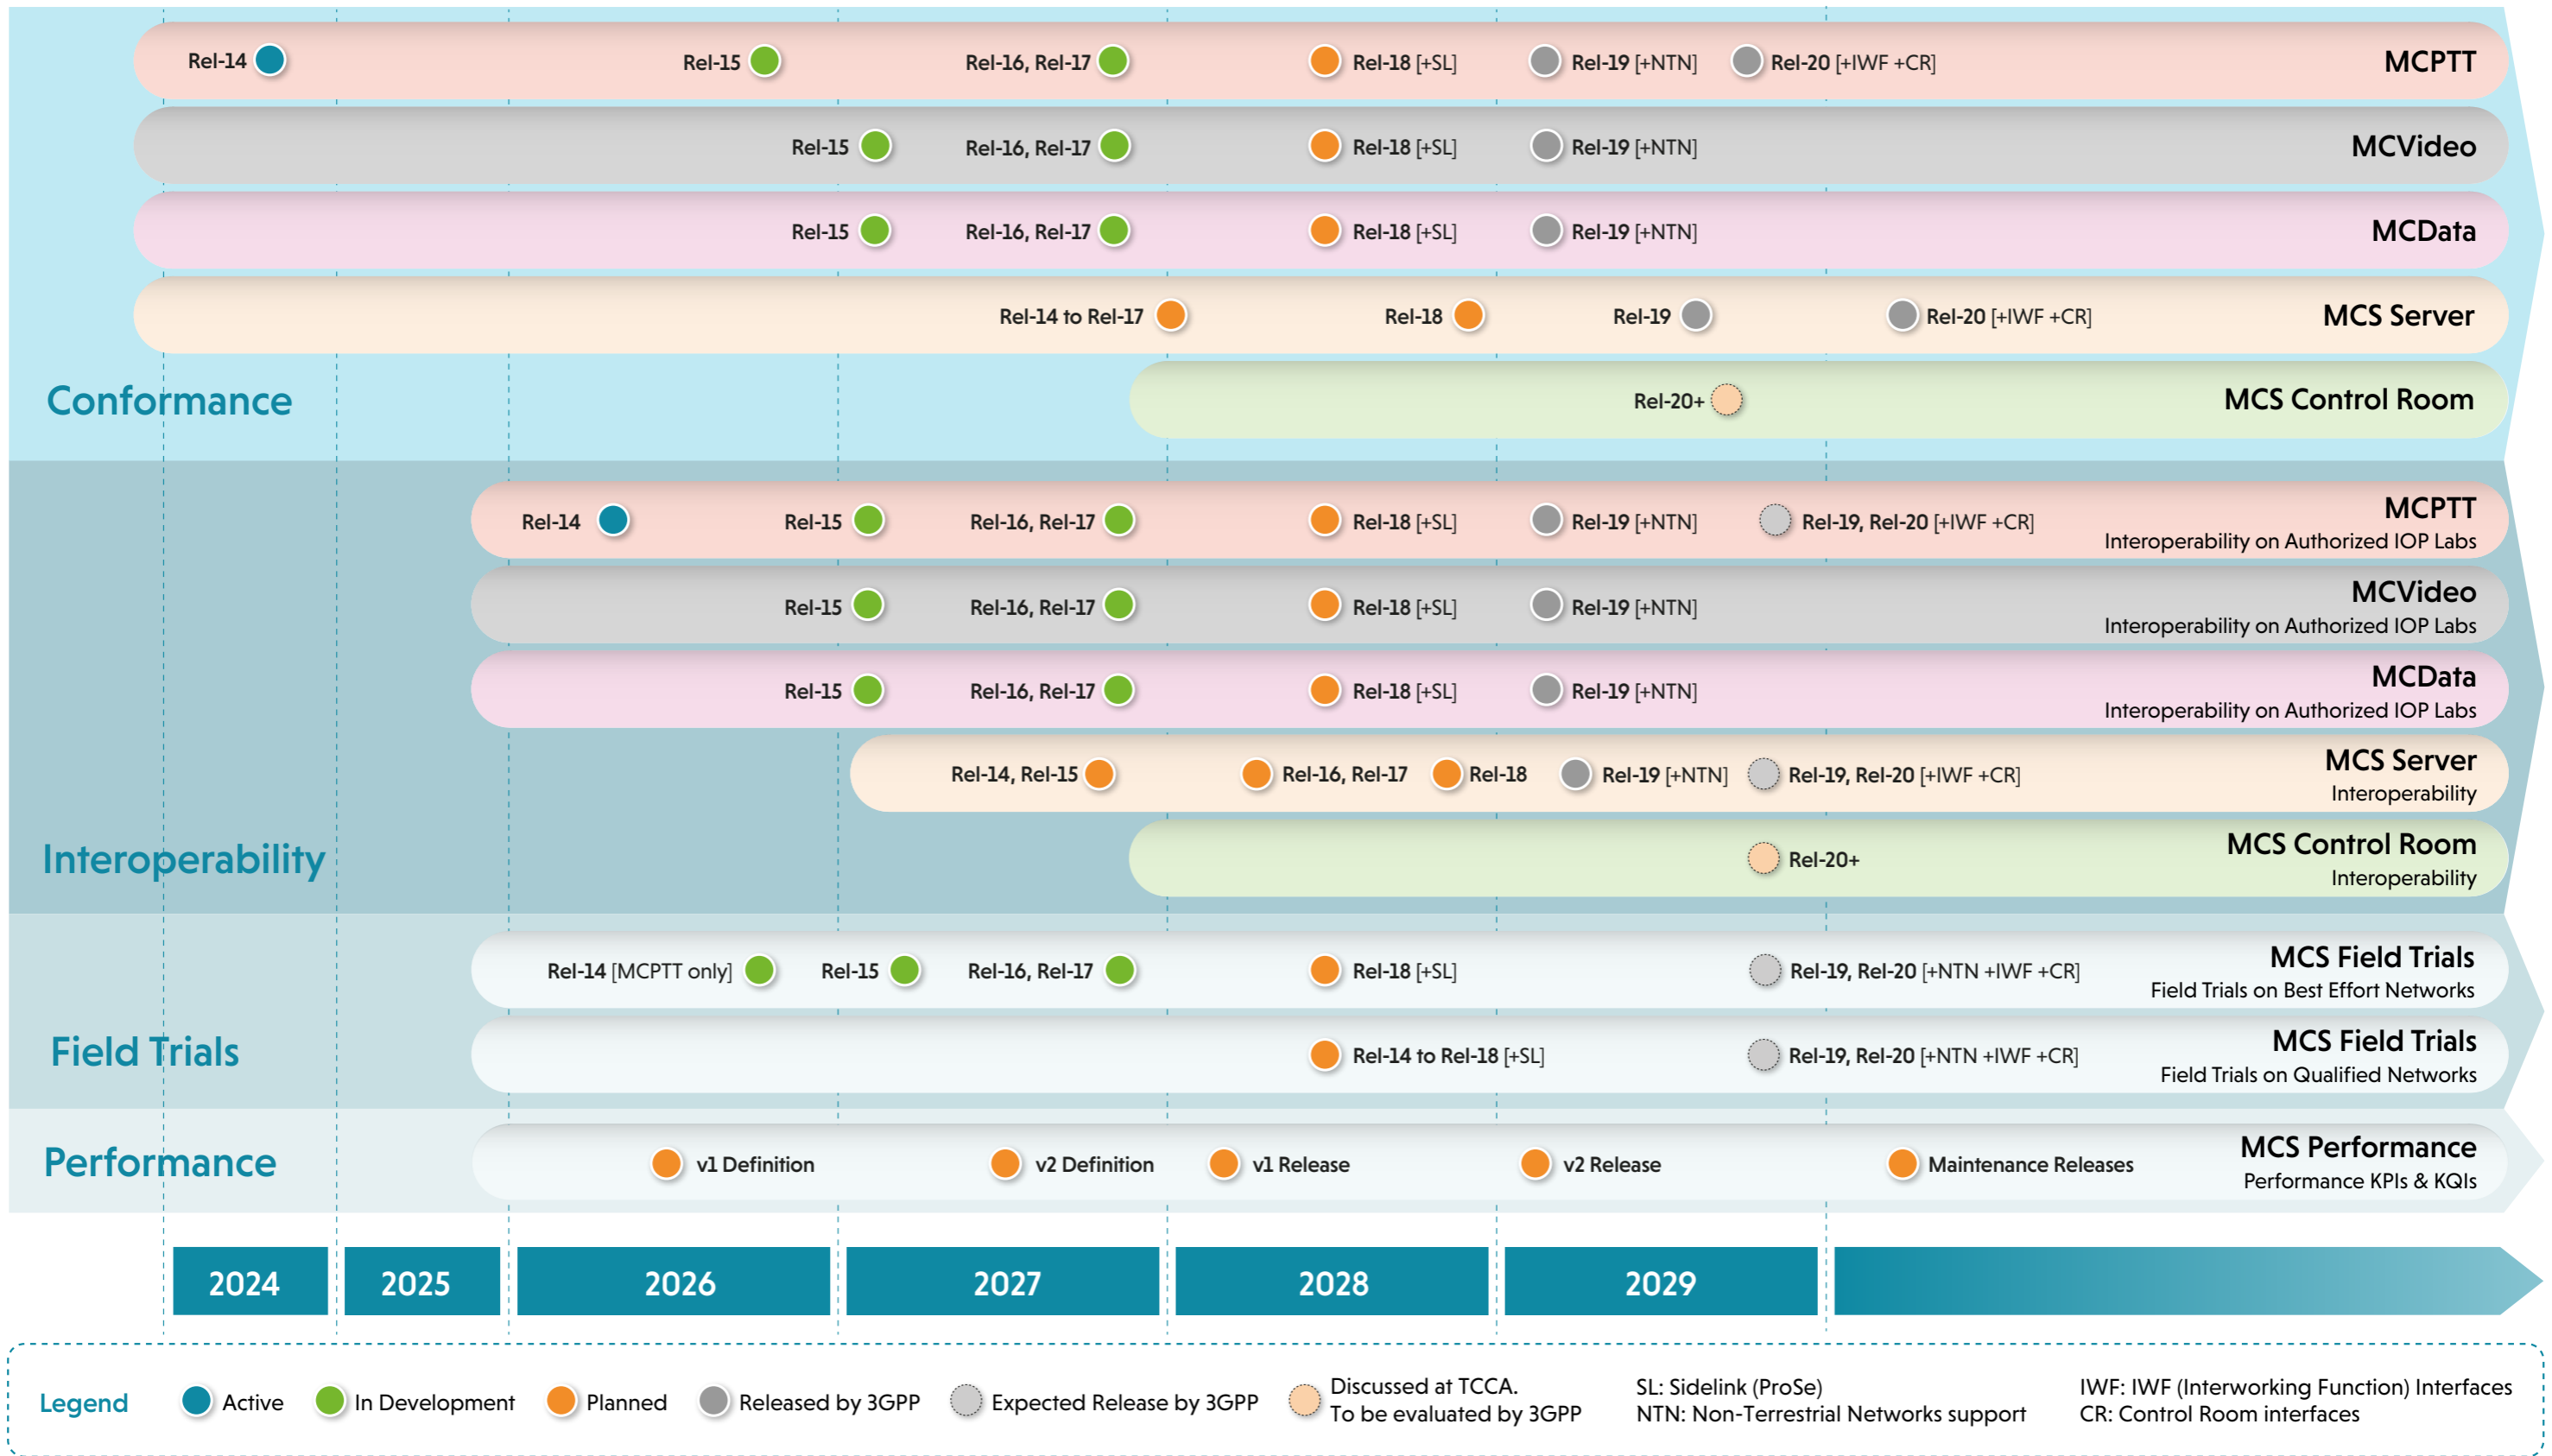 Rel-14 Rel-15 Rel-16, Rel-17 Rel-18 [+SL] Rel-19 [+NTN] Rel-20 [+IWF +CR] MCPTT
Rel-15 Rel-16, Rel-17 Rel-18 [+SL] Rel-19 [+NTN] MCVideo
Rel-15 Rel-16, Rel-17 Rel-18 [+SL] Rel-19 [+NTN] MCData
Rel-14 to Rel-17 Rel-18 Rel-19 Rel-20 [+IWF +CR] MCS Server
Conformance Rel-20+ MCS Control Room
Rel-14 Rel-15 Rel-16, Rel-17 Rel-18 [+SL] Rel-19 [+NTN] Rel-19, Rel-20 [+IWF +CR] MCPTT
Interoperability on Authorized IOP Labs
Rel-15 Rel-16, Rel-17 Rel-18 [+SL] Rel-19 [+NTN] MCVideo
Interoperability on Authorized IOP Labs
Rel-15 Rel-16, Rel-17 Rel-18 [+SL] Rel-19 [+NTN] MCData
Interoperability on Authorized IOP Labs
Rel-14, Rel-15 Rel-16, Rel-17 Rel-18 Rel-19 [+NTN] Rel-19, Rel-20 [+IWF +CR] MCS Server
Interoperability
Interoperability Rel-20+ MCS Control Room
Interoperability
Rel-14 [MCPTT only] Rel-15 Rel-16, Rel-17 Rel-18 [+SL] Rel-19, Rel-20 [+NTN +IWF +CR] MCS Field Trials
Field Trials on Best Effort Networks
Field Trials Rel-14 to Rel-18 [+SL] Rel-19, Rel-20 [+NTN +IWF +CR] MCS Field Trials
Field Trials on Qualified Networks
Performance v1 Definition v2 Definition v1 Release v2 Release Maintenance Releases MCS Performance
Performance KPIs & KQIs
2024 2025 2026 2027 2028 2029
Legend Active In Development Planned Released by 3GPP Expected Release by 3GPP Discussed at TCCA.
To be evaluated by 3GPP
SL: Sidelink (ProSe)
NTN: Non-Terrestrial Networks support
IWF: IWF (Interworking Function) Interfaces
CR: Control Room interfaces